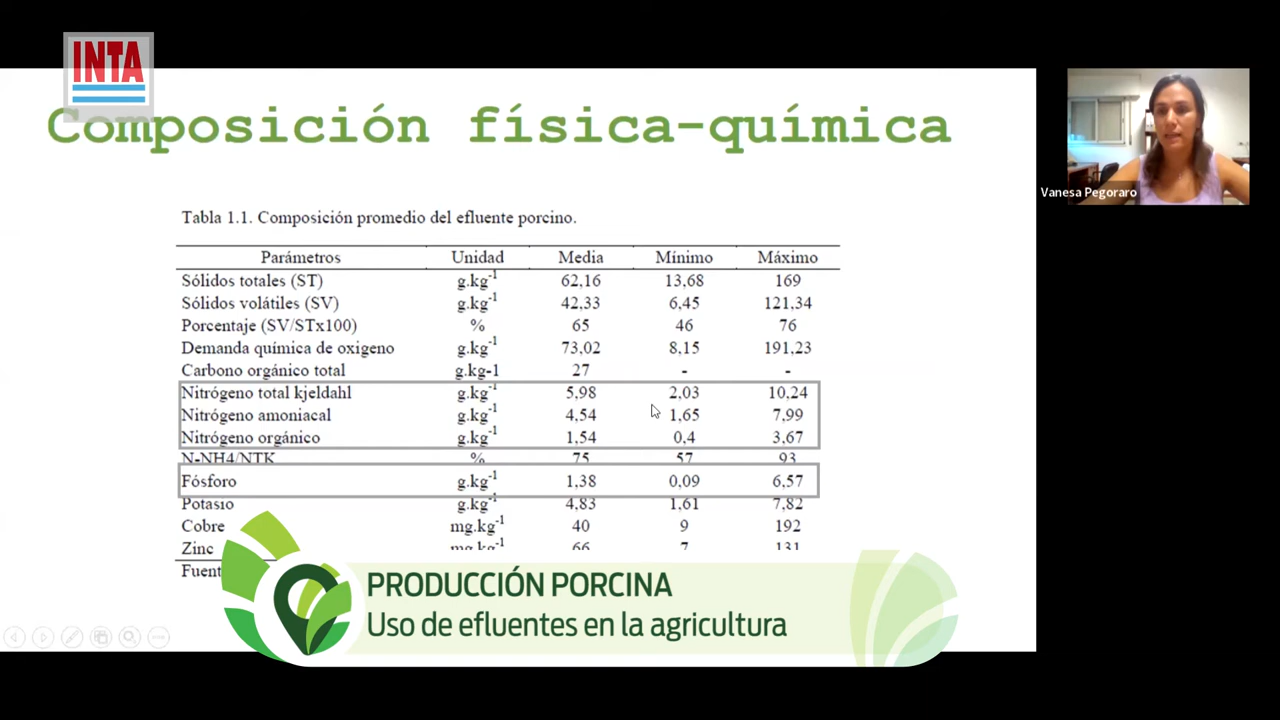 INTA
Composición física-química
Vanesa Pegoraro
Tabla 1.1. Composición promedio del efluente porcino.
Parámetros Unidad Media Mínimo Máximo
Sólidos totales (ST) g.kg-1 62,16 13,68 169
Sólidos volátiles (SV) g.kg-1 42,33 6,45 121,34
Porcentaje (SV/STx100) % 65 46 76
Demanda química de oxigeno g.kg-1 73,02 8,15 191,23
Carbono orgánico total g.kg-1 27 - -
Nitrógeno total kjeldahl g.kg-1 5,98 2,03 10,24
Nitrógeno amoniacal g.kg-1 4,54 1,65 7,99
Nitrógeno orgánico g.kg-1 1,54 0,4 3,67
N-NH4/NTK % 75 57 93
Fósforo g.kg-1 1,38 0,09 6,57
Potasio g.kg-1 4,83 1,61 7,82
Cobre mg.kg-1 40 9 192
Zinc mg.kg-1 66 7 131
Fuent
PRODUCCIÓN PORCINA
Uso de efluentes en la agricultura